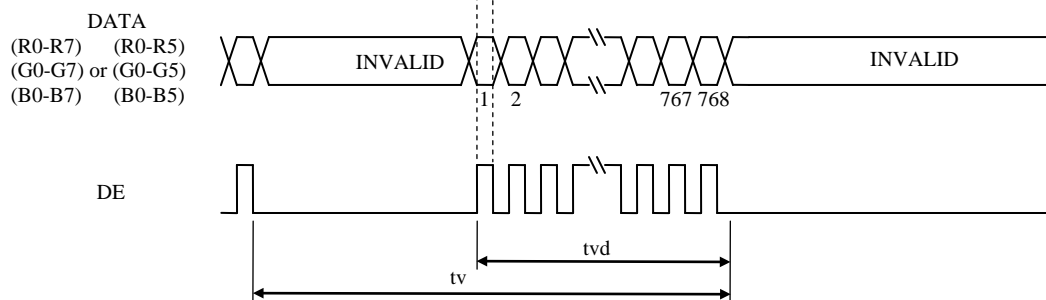 DATA
(R0-R7) (R0-R5)
(G0-G7) or (G0-G5)
(B0-B7) (B0-B5)
INVALID
INVALID
1 2 767 768
DE
tvd
tv